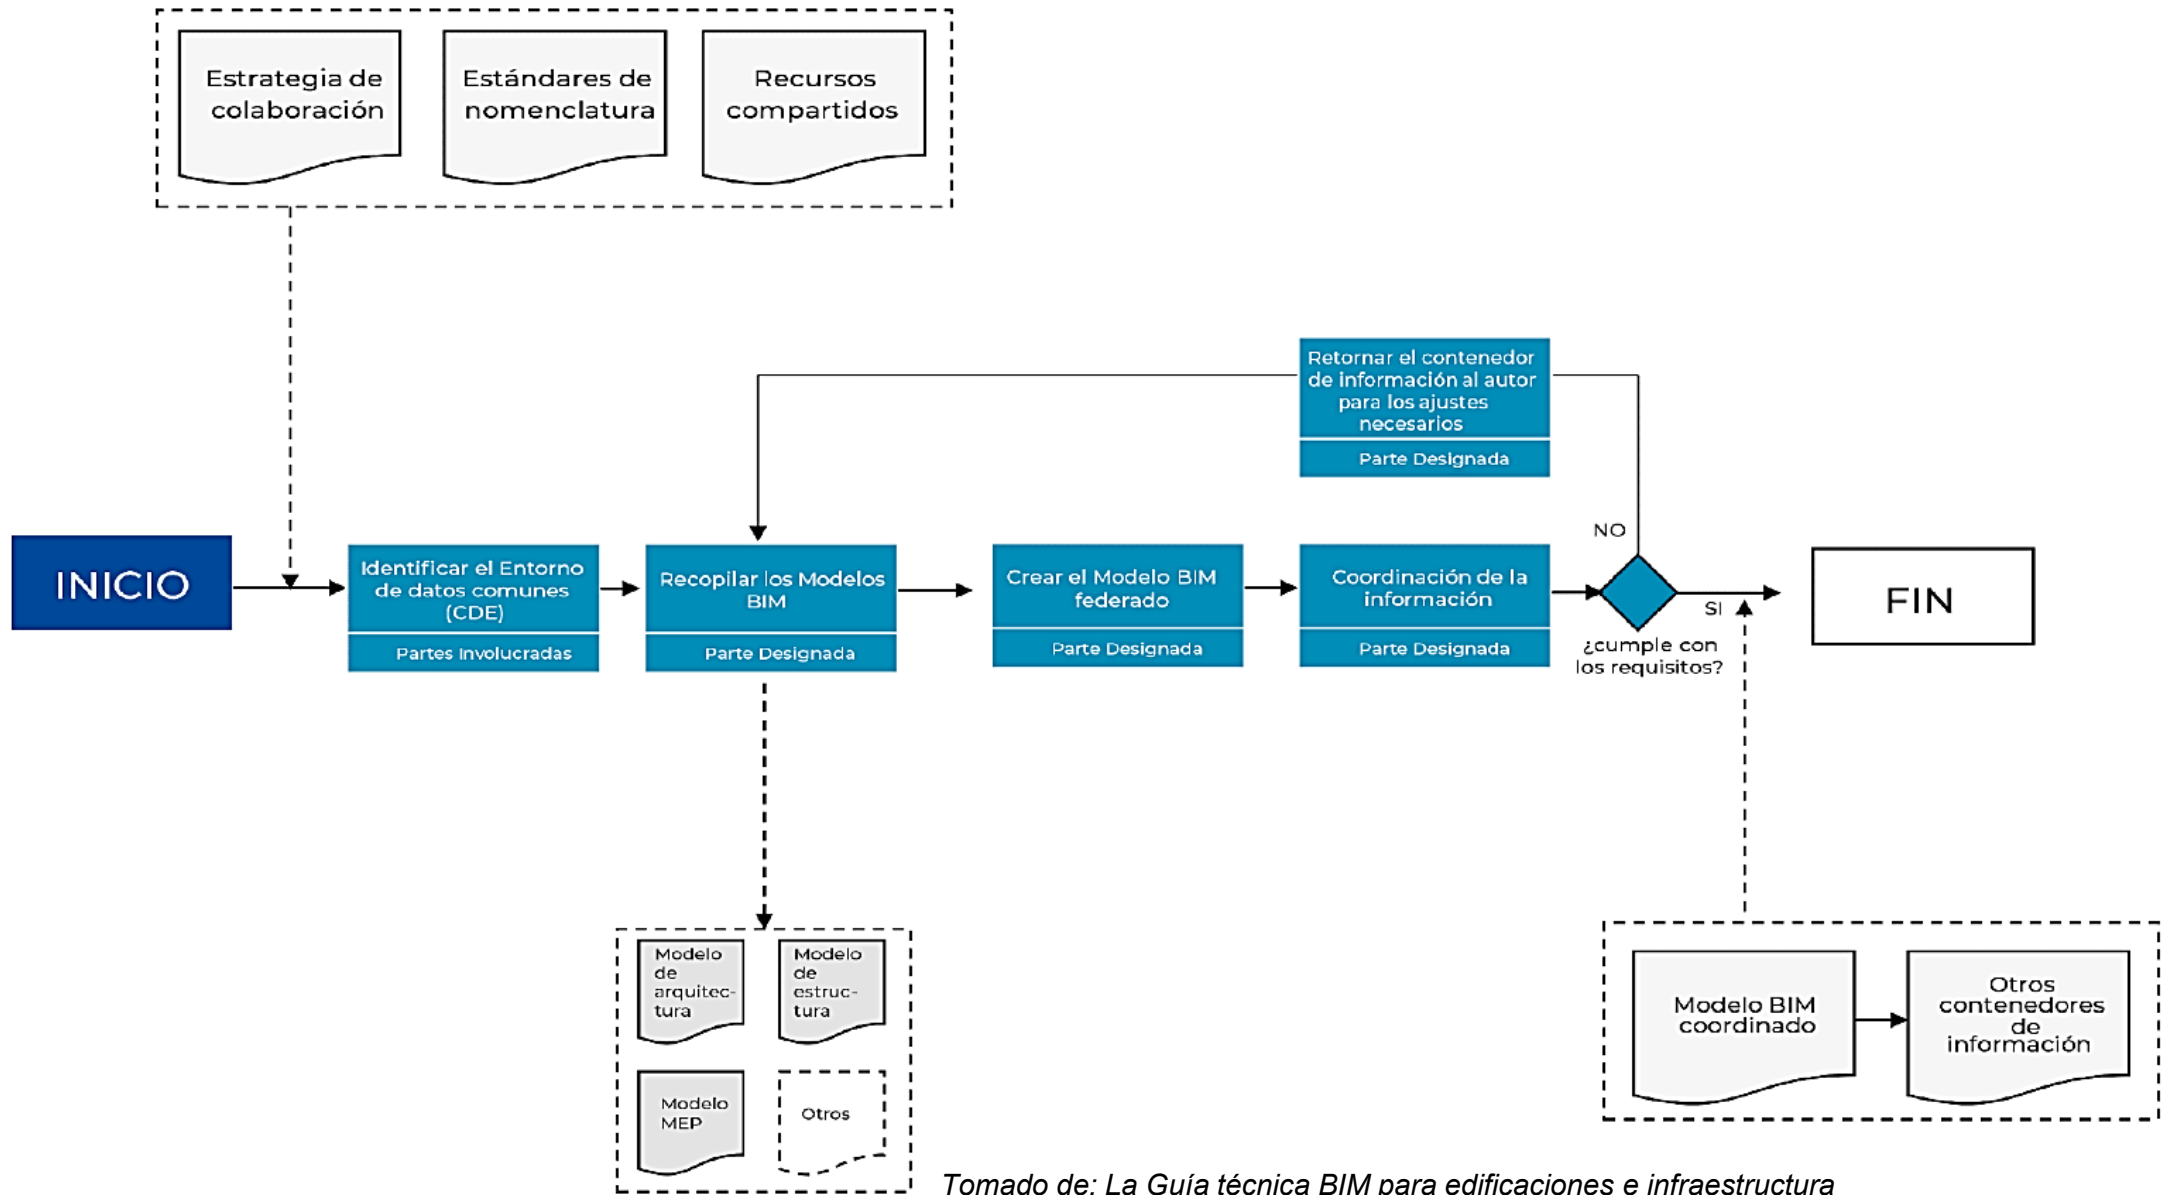 Estrategia de
colaboración
Estándares de
nomenclatura
Recursos
compartidos
Retornar el contenedor
de información al autor
para los ajustes
necesarios
Parte Designada
INICIO
Identificar el Entorno
de datos comunes
(CDE)
Partes Involucradas
Recopilar los Modelos
BIM
Parte Designada
Crear el Modelo BIM
federado
Parte Designada
Coordinación de la
información
Parte Designada
NO
SI
¿cumple con
los requisitos?
FIN
Modelo
de
arquitec-
tura
Modelo
de
estruc-
tura
Modelo
MEP
Otros
Modelo BIM
coordinado
Otros
contenedores
de
información
Tomado de: La Guía técnica BIM para edificaciones e infraestructura